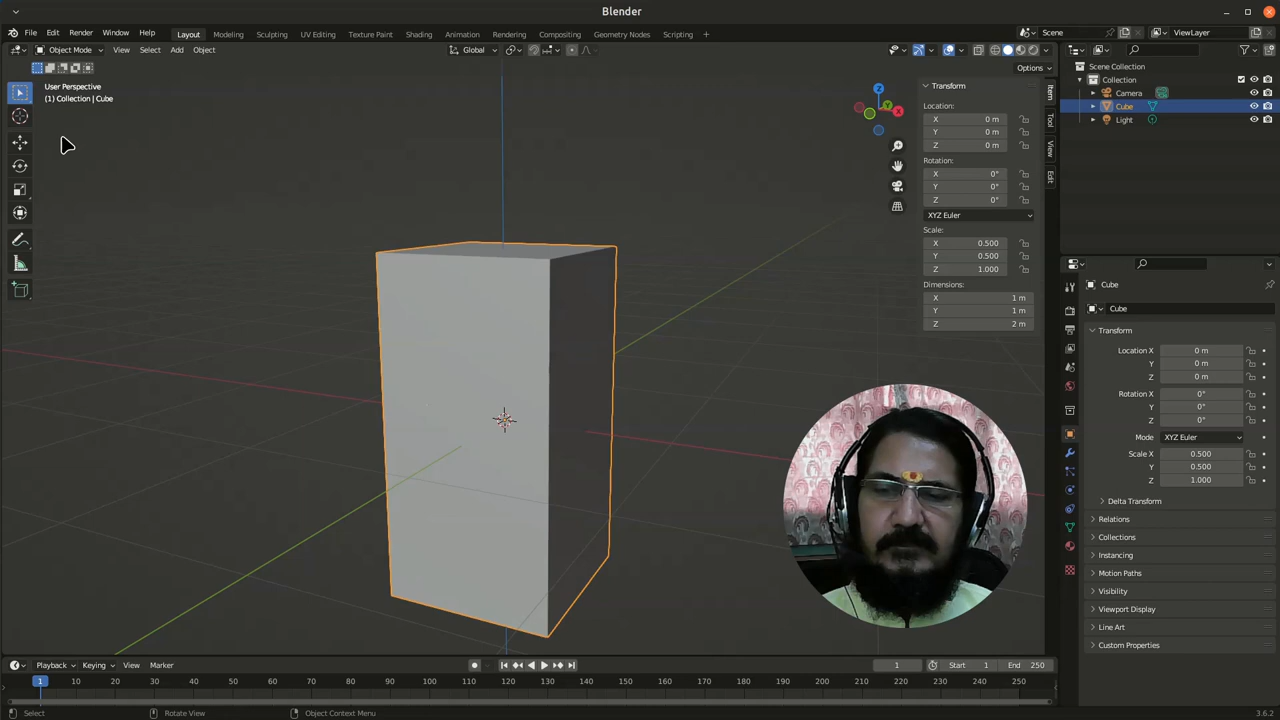 Blender
File Edit Render Window Help Layout Modeling Sculpting UV Editing Texture Paint Shading Animation Rendering Compositing Geometry Nodes Scripting + Scene ViewLayer
Object Mode View Select Add Object Global
Options
User Perspective
(1) Collection | Cube
Transform
Location:
X 0 m
Y 0 m
Z 0 m
Rotation:
X 0°
Y 0°
Z 0°
XYZ Euler
Scale:
X 0.500
Y 0.500
Z 1.000
Dimensions:
X 1 m
Y 1 m
Z 2 m
Item
Tool
View
Edit
Z
Y
X
Scene Collection
Collection
Camera
Cube
Light
Cube
Cube
Transform
Location X 0 m
Y 0 m
Z 0 m
Rotation X 0°
Y 0°
Z 0°
Mode XYZ Euler
Scale X 0.500
Y 0.500
Z 1.000
Delta Transform
Relations
Collections
Instancing
Motion Paths
Visibility
Viewport Display
Line Art
Custom Properties
Playback Keying View Marker 1 Start 1 End 250
1 10 20 30 40 50 60 70 80 90 100 110 120 130 140 150 160 170 180 190 200 210 220 230 240 250
Select Rotate View Object Context Menu 3.6.2